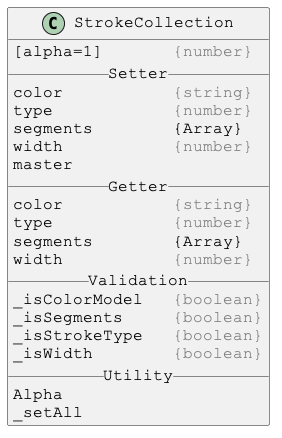 C StrokeCollection
[alpha=1] {number}
Setter
color {string}
type {number}
segments {Array}
width {number}
master
Getter
color {string}
type {number}
segments {Array}
width {number}
Validation
_isColorModel {boolean}
_isSegments {boolean}
_isStrokeType {boolean}
_isWidth {boolean}
Utility
Alpha
_setAll